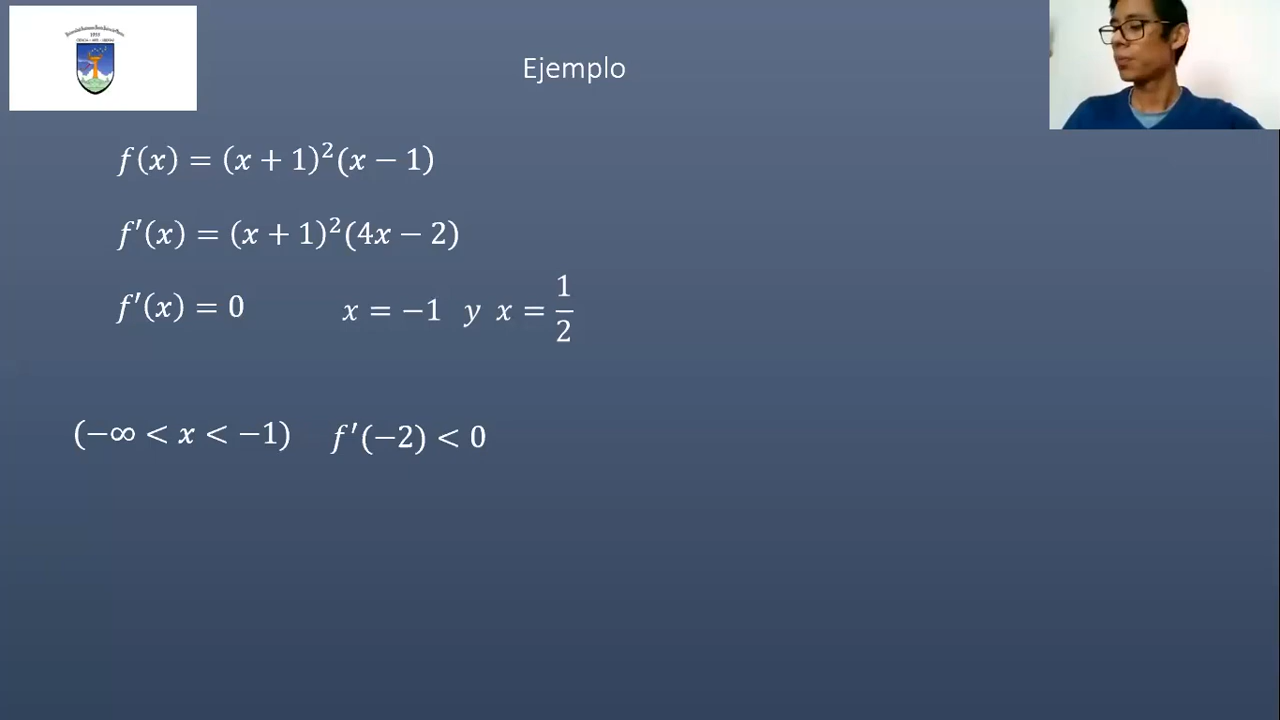 Ejemplo
f(x) = (x + 1)²(x − 1)
f′(x) = (x + 1)²(4x − 2)
f′(x) = 0 x = −1 y x = 1/2
(−∞ < x < −1) f′(−2) < 0